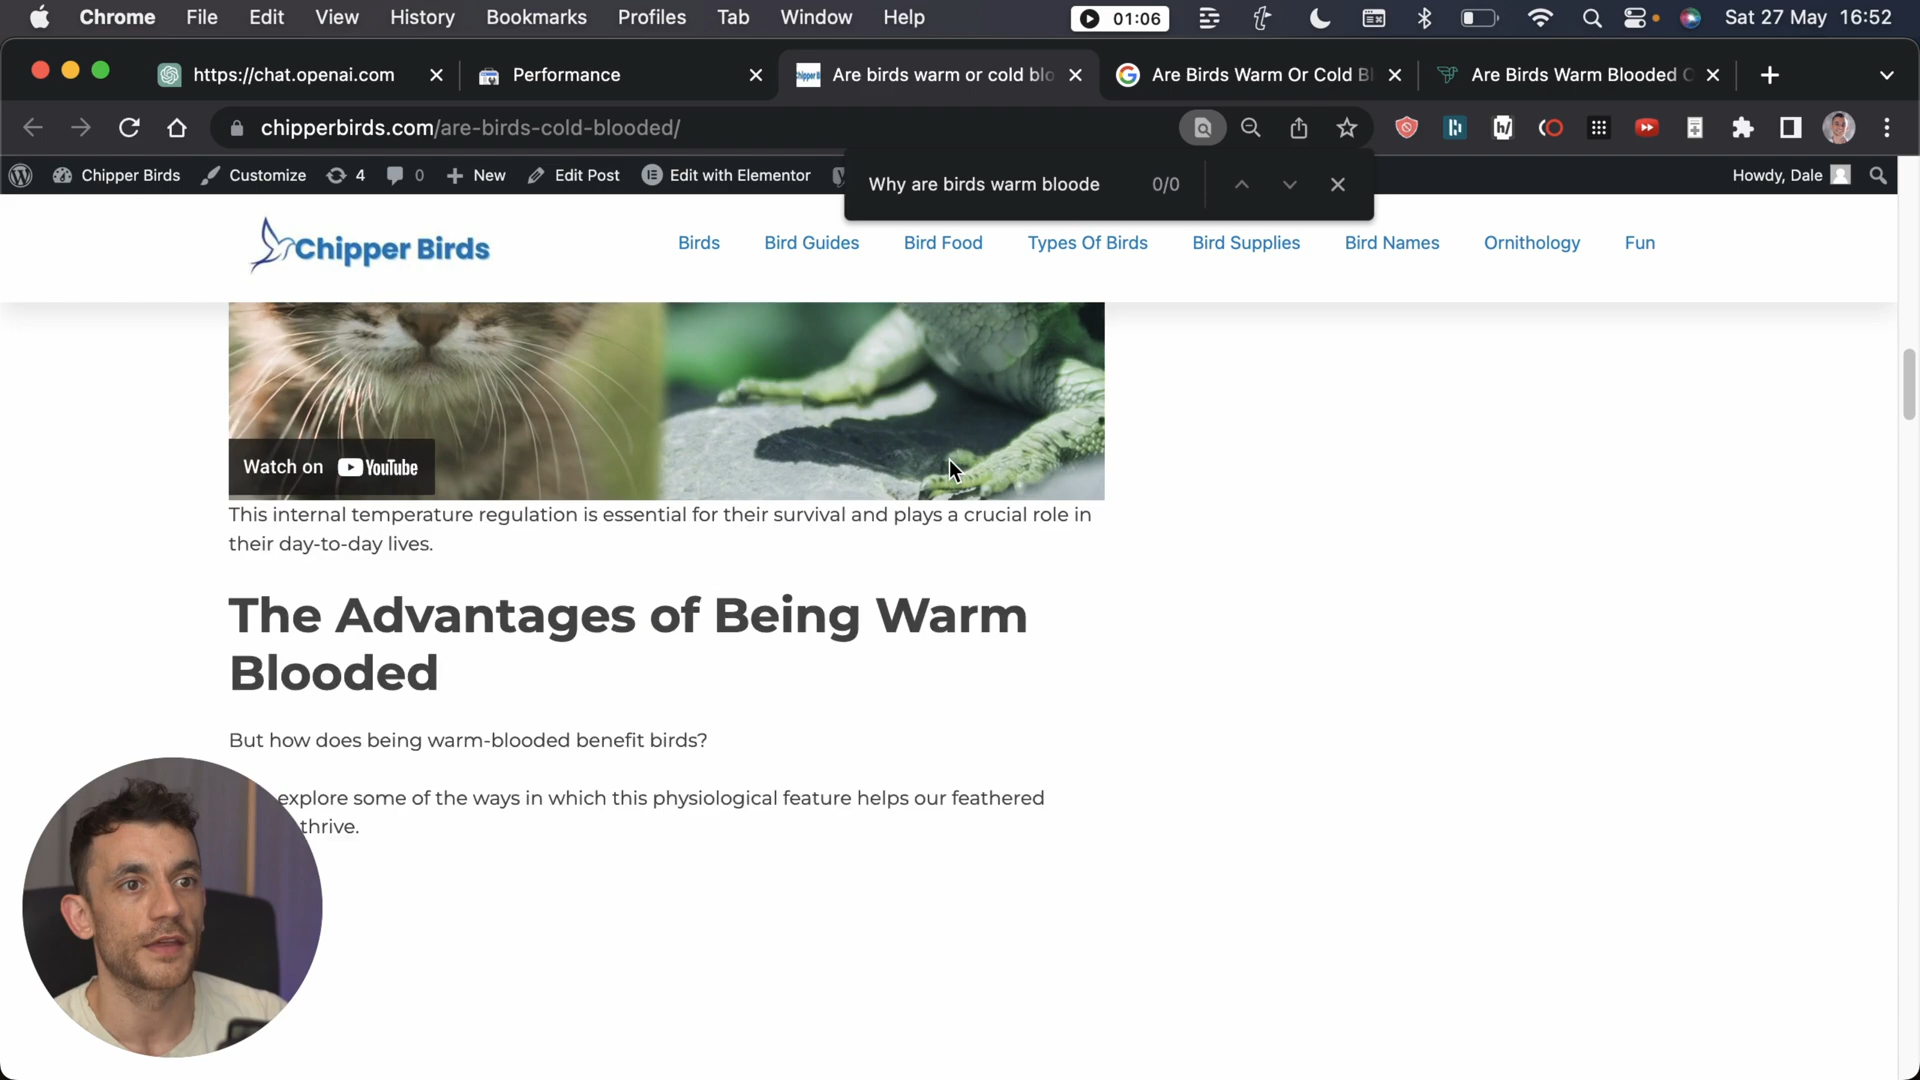 Chrome File Edit View History Bookmarks Profiles Tab Window Help 01:06 Sat 27 May 16:52
https://chat.openai.com Performance Are birds warm or cold blo Are Birds Warm Or Cold Bl Are Birds Warm Blooded
chipperbirds.com/are-birds-cold-blooded/
Chipper Birds Customize 4 0 New Edit Post Edit with Elementor Howdy, Dale
Why are birds warm bloode 0/0
Chipper Birds
Birds Bird Guides Bird Food Types Of Birds Bird Supplies Bird Names Ornithology Fun
Watch on YouTube
This internal temperature regulation is essential for their survival and plays a crucial role in
their day-to-day lives.
The Advantages of Being Warm
Blooded
But how does being warm-blooded benefit birds?
explore some of the ways in which this physiological feature helps our feathered
thrive.